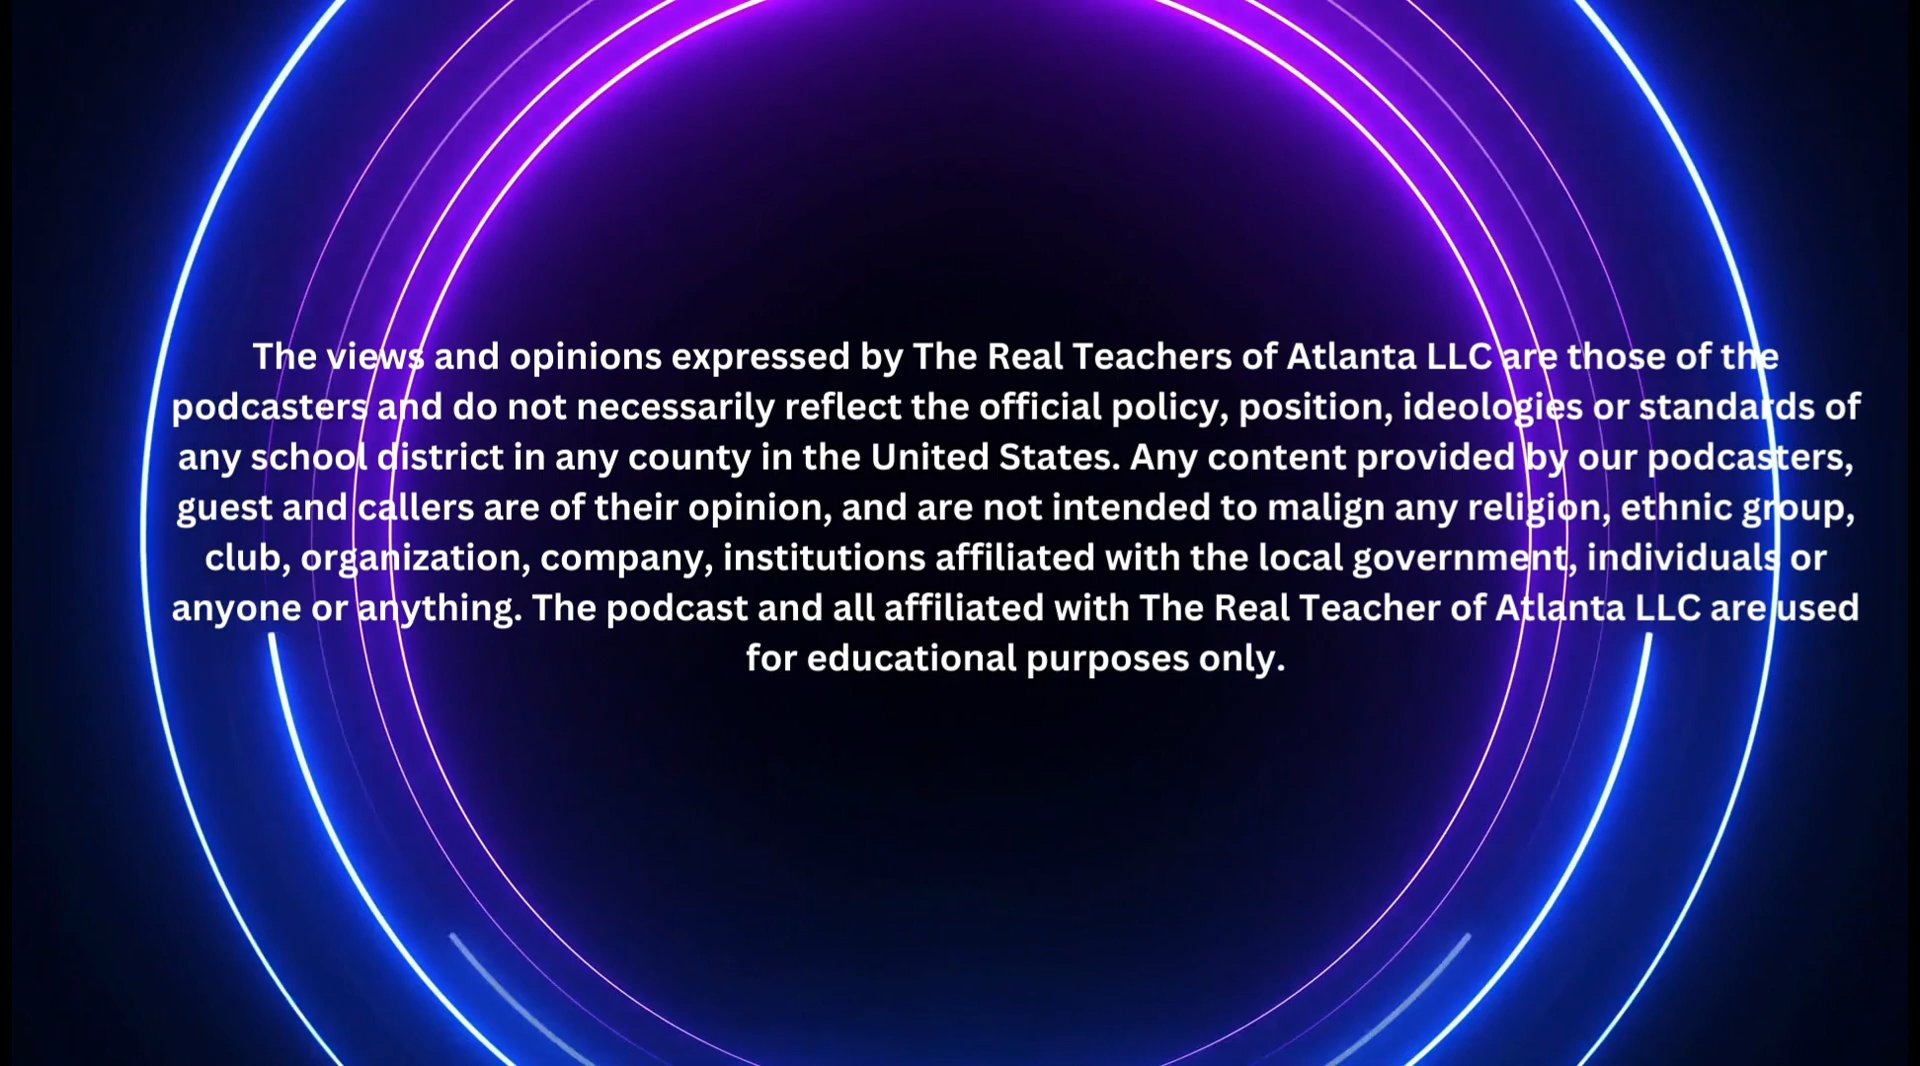 The views and opinions expressed by The Real Teachers of Atlanta LLC are those of the
podcasters and do not necessarily reflect the official policy, position, ideologies or standards of
any school district in any county in the United States. Any content provided by our podcasters,
guest and callers are of their opinion, and are not intended to malign any religion, ethnic group,
club, organization, company, institutions affiliated with the local government, individuals or
anyone or anything. The podcast and all affiliated with The Real Teacher of Atlanta LLC are used
for educational purposes only.